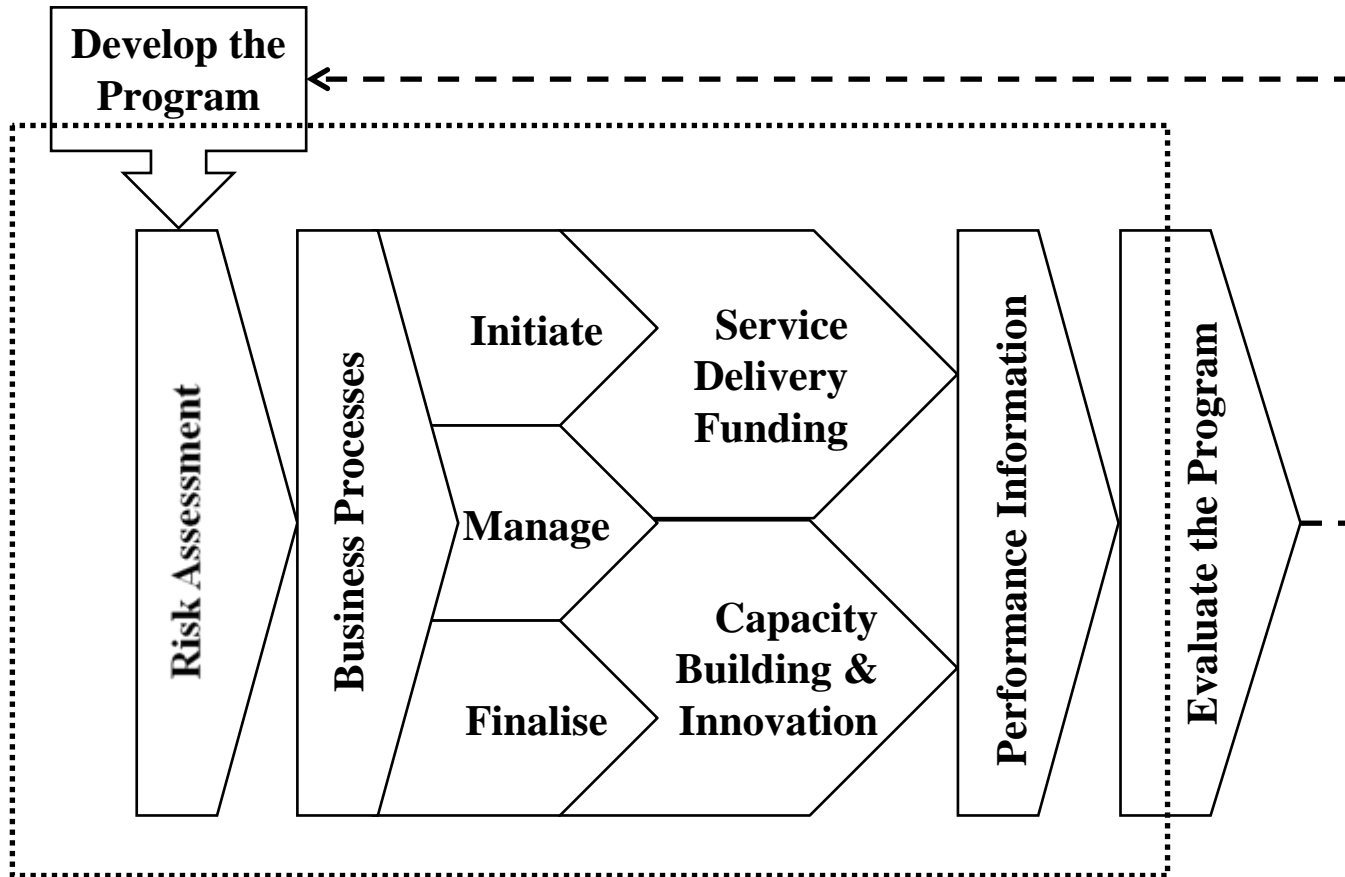 Develop the
Program
Risk Assessment
Business Processes
Initiate
Manage
Finalise
Service
Delivery
Funding
Capacity
Building &
Innovation
Performance Information
Evaluate the Program